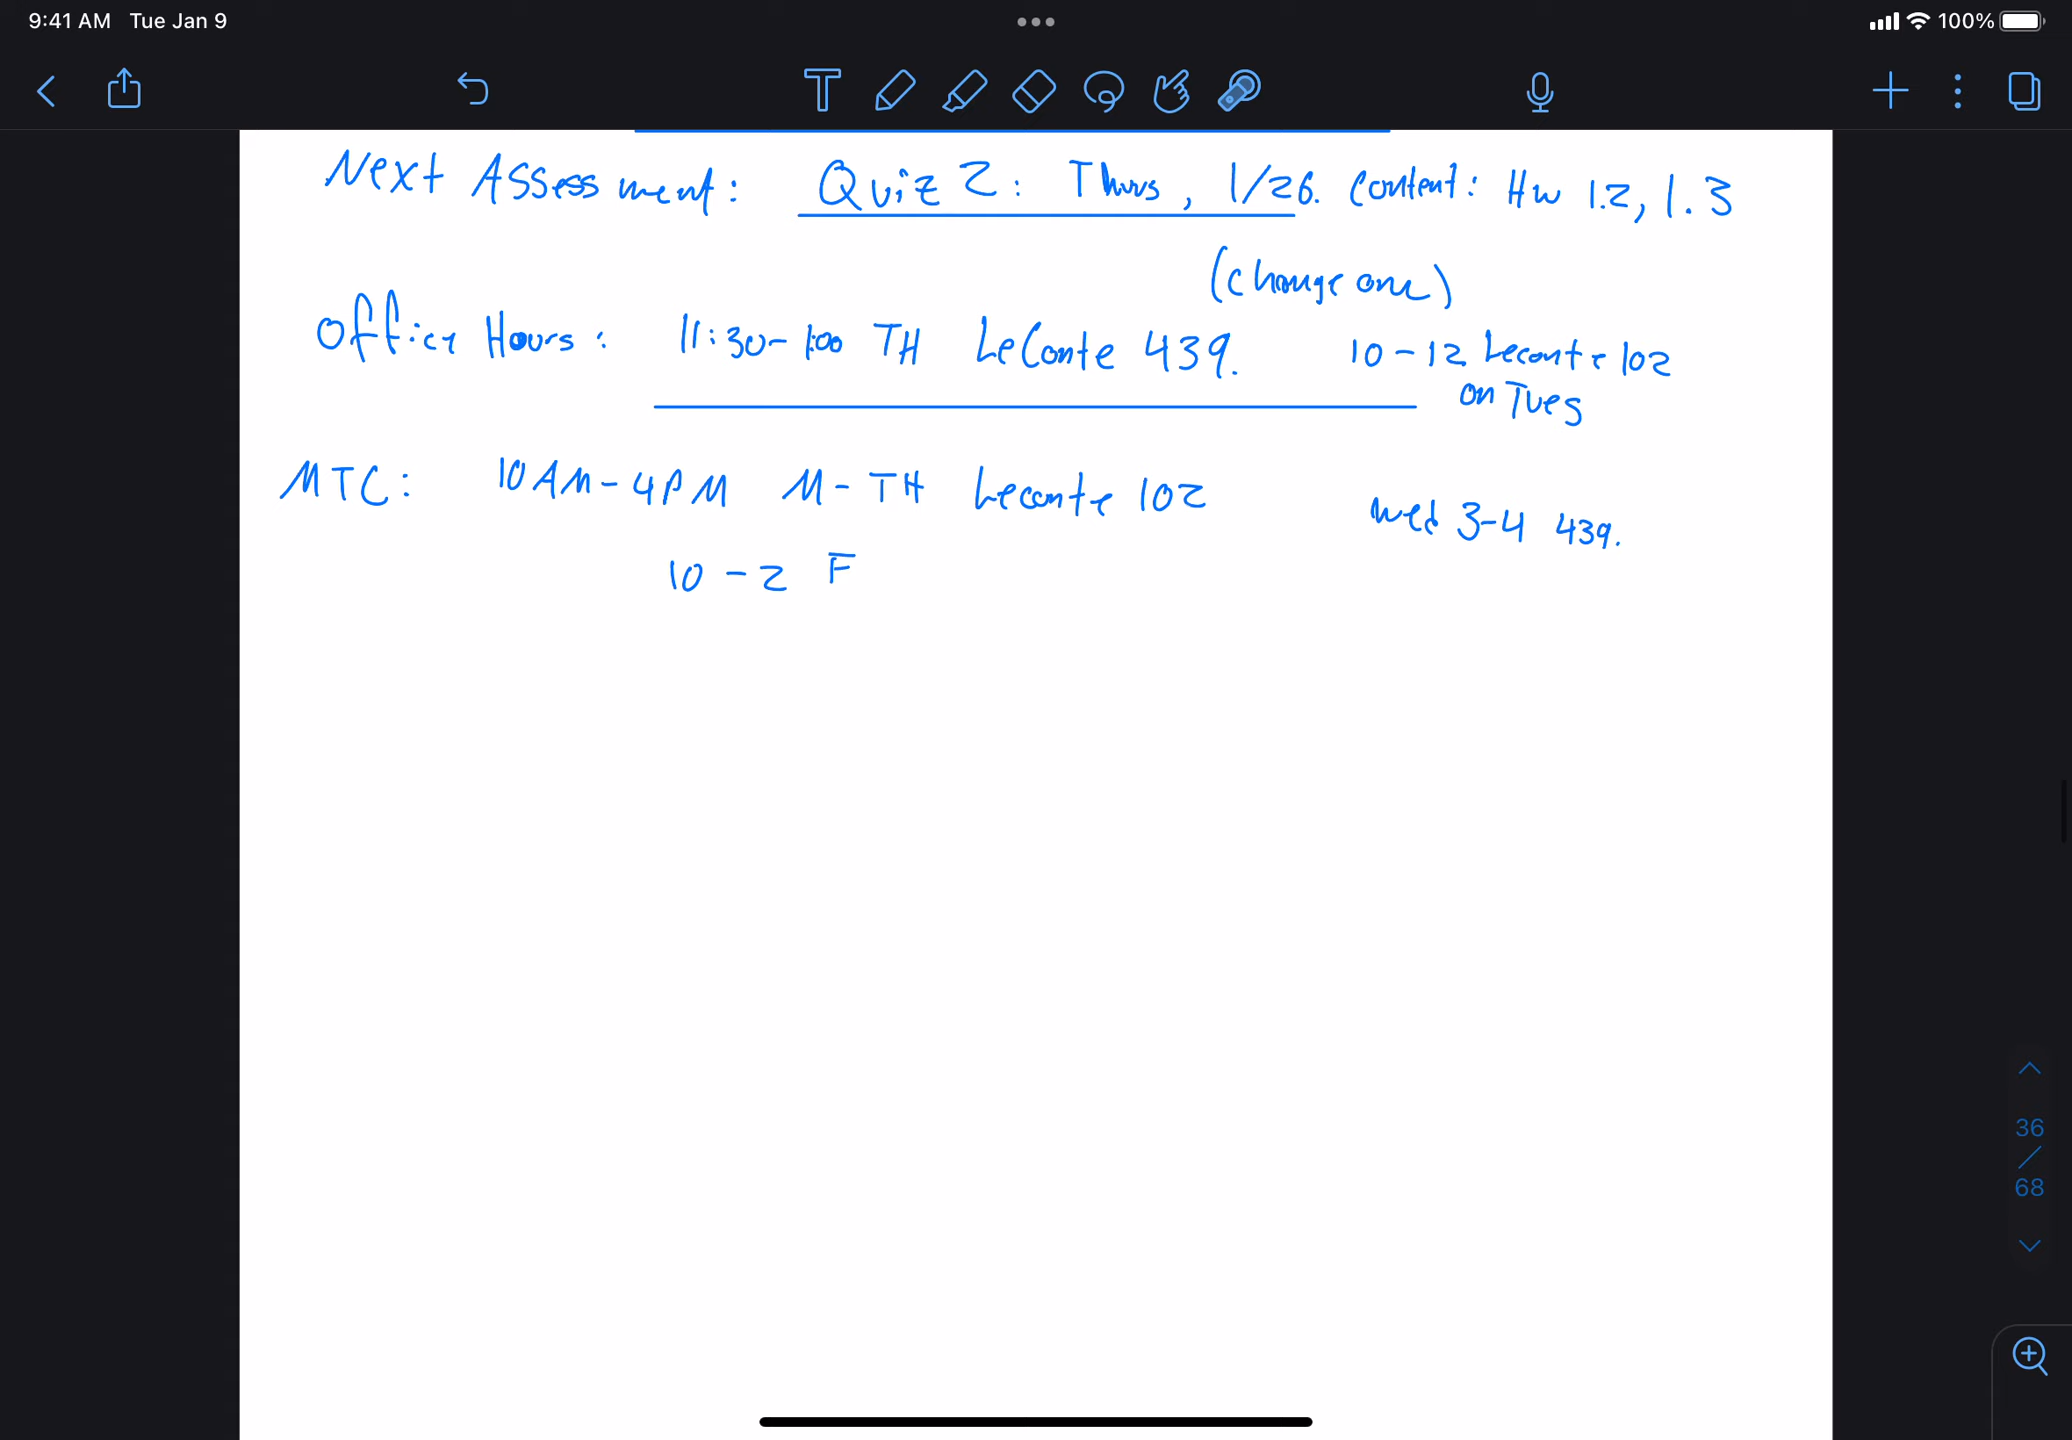 9:41 AM Tue Jan 9
100%
Next Assessment: Quiz 2: Thurs, 1/26. Content: HW 1.2, 1.3
(change one)
Office Hours: 11:30-1:00 TH LeConte 439. 10-12 Leconte 102
on Tues
MTC: 10AM-4PM M-TH Leconte 102
Wed 3-4 439.
10-2 F
36
/
68